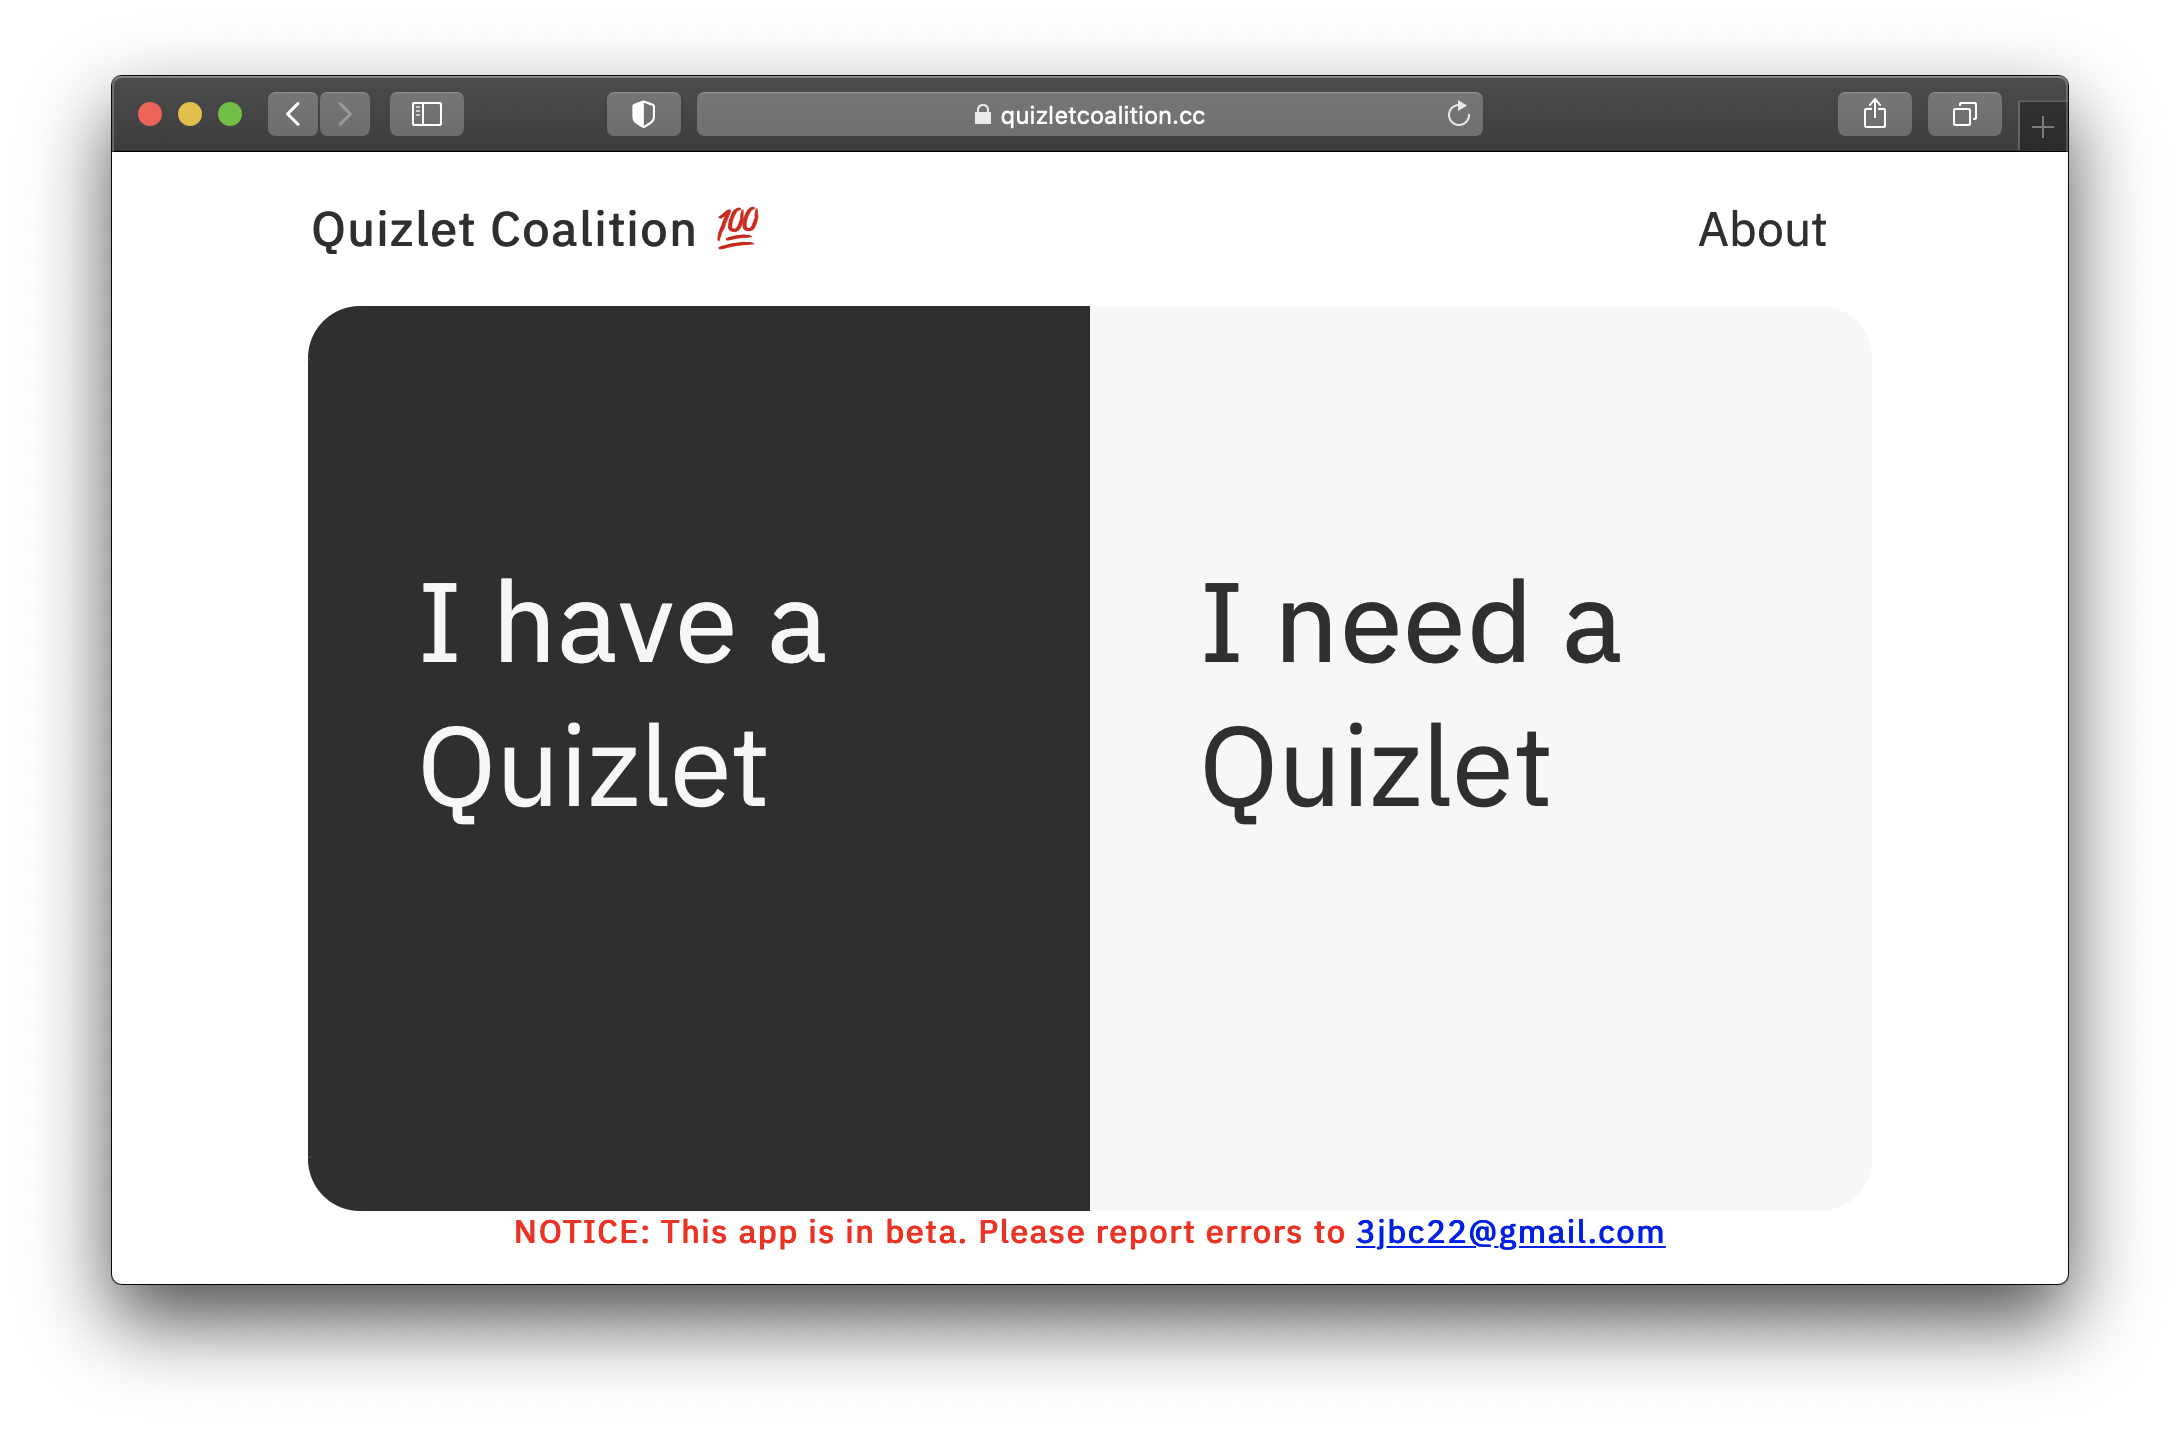 quizletcoalition.cc
Quizlet Coalition 💯
About
I have a
Quizlet
I need a
Quizlet
NOTICE: This app is in beta. Please report errors to 3jbc22@gmail.com